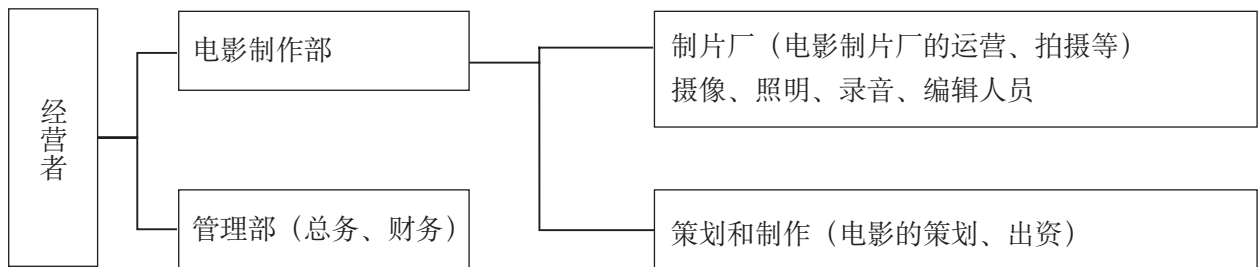 经营者
电影制作部
管理部（总务、财务）
制片厂（电影制片厂的运营、拍摄等）
摄像、照明、录音、编辑人员
策划和制作（电影的策划、出资）